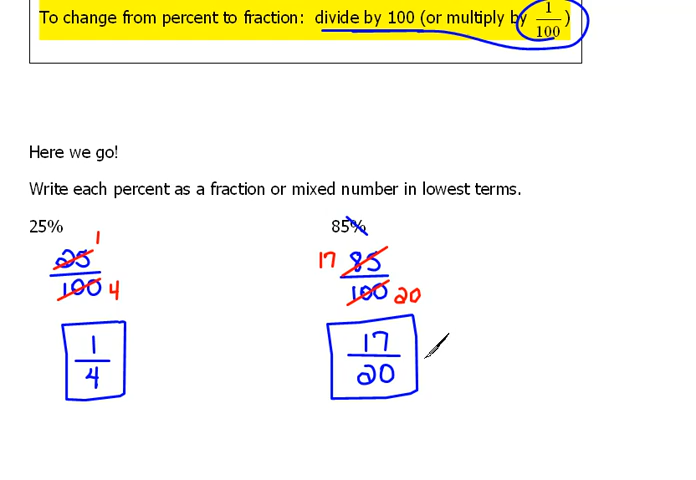 To change from percent to fraction: divide by 100 (or multiply by 1/100)
Here we go!
Write each percent as a fraction or mixed number in lowest terms.
25% 85%
1
25 17 85
100 4 100 20
1 17
4 20